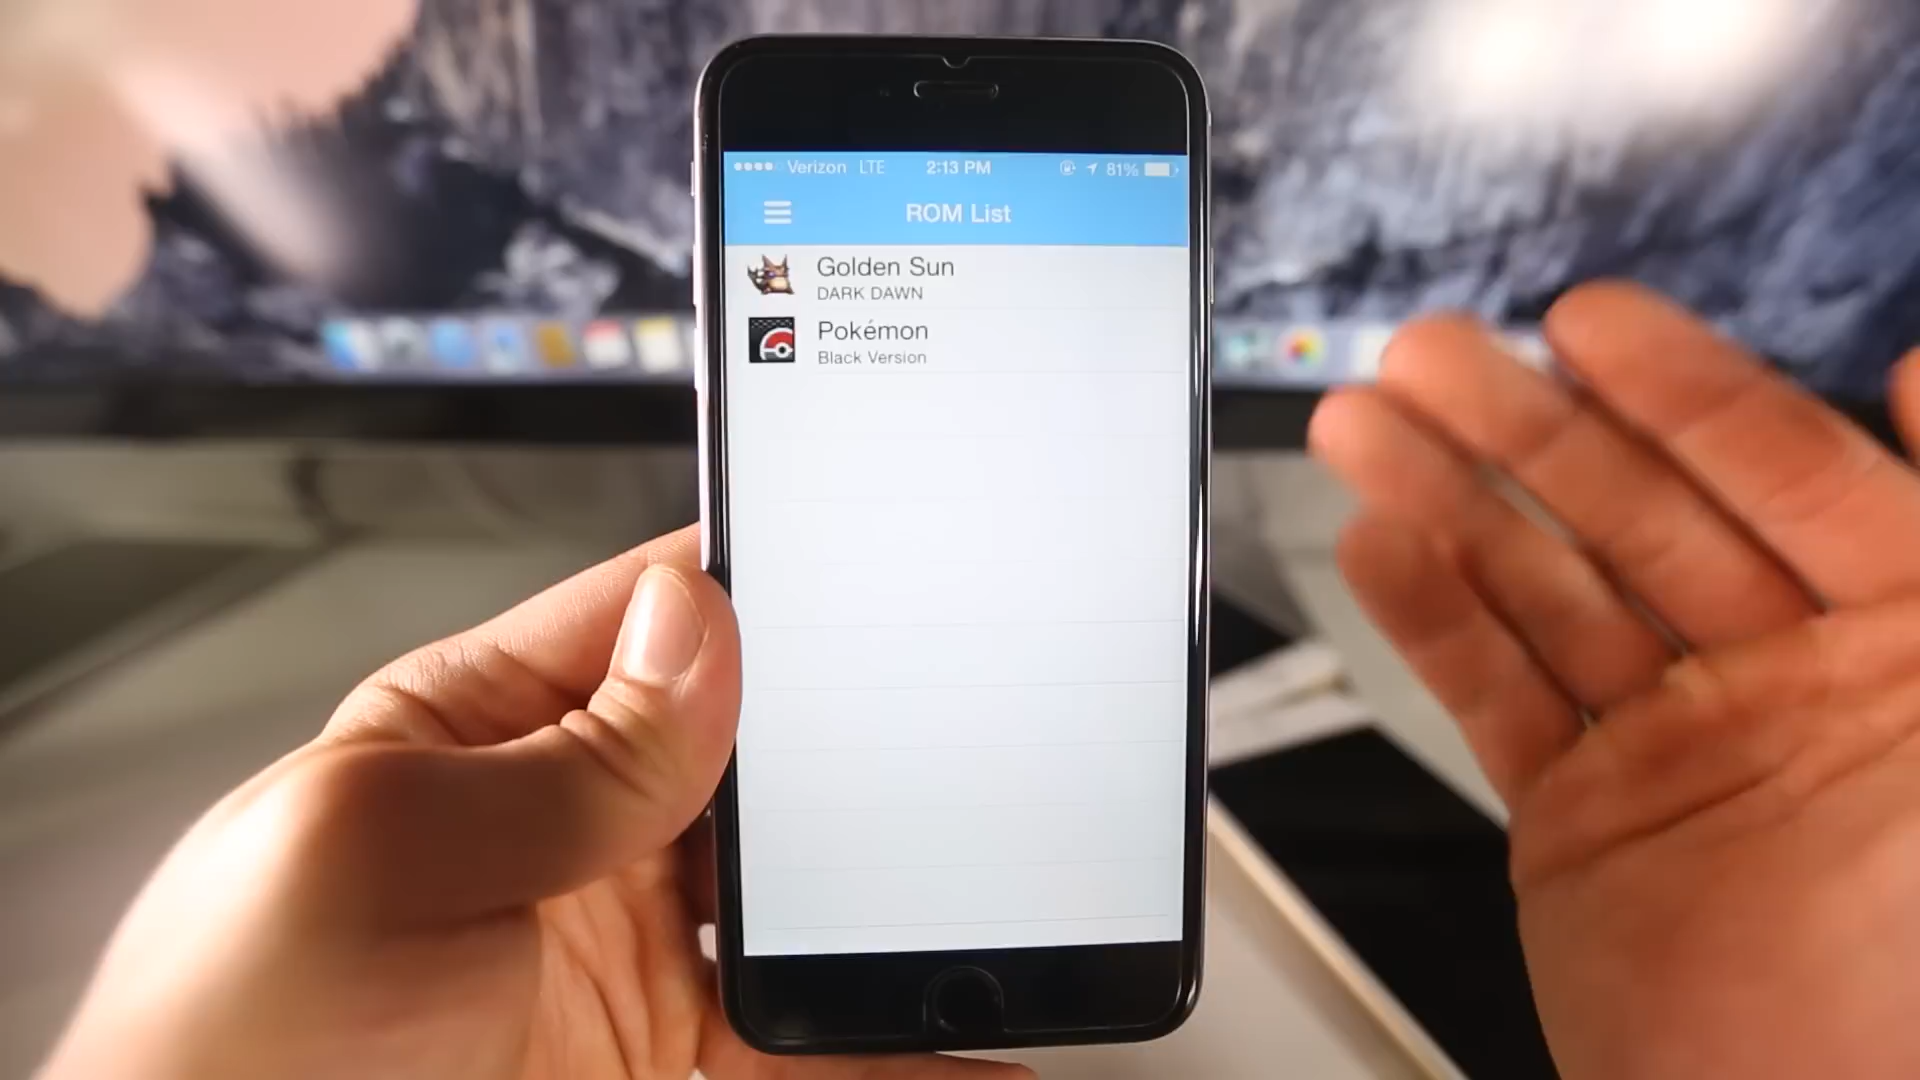 Verizon LTE 2:13 PM 81%
ROM List
Golden Sun
DARK DAWN
Pokémon
Black Version